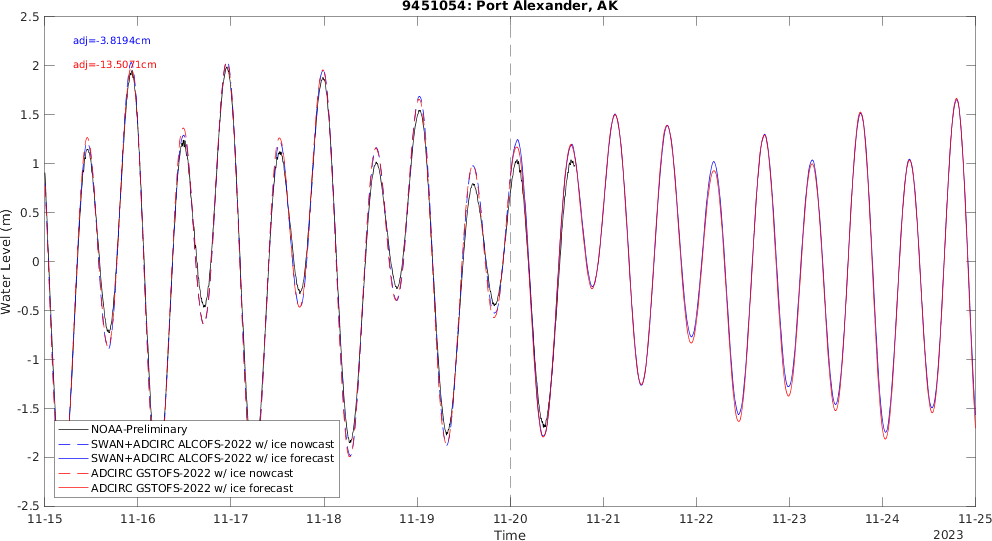 9451054: Port Alexander, AK
adj=-3.8194cm
adj=-13.5071cm
Water Level (m)
2.5
2
1.5
1
0.5
0
-0.5
-1
-1.5
-2
-2.5
NOAA-Preliminary
SWAN+ADCIRC ALCOFS-2022 w/ ice nowcast
SWAN+ADCIRC ALCOFS-2022 w/ ice forecast
ADCIRC GSTOFS-2022 w/ ice nowcast
ADCIRC GSTOFS-2022 w/ ice forecast
11-15 11-16 11-17 11-18 11-19 11-20 11-21 11-22 11-23 11-24 11-25
2023
Time